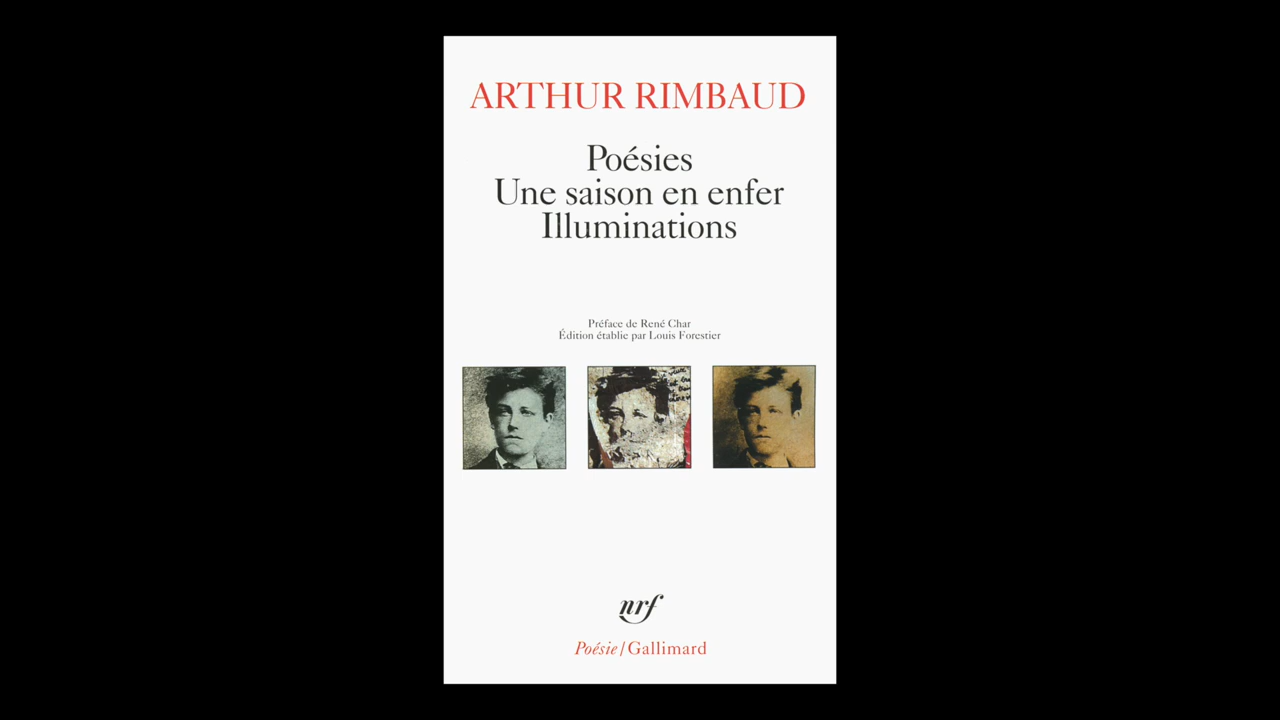 ARTHUR RIMBAUD
Poésies
Une saison en enfer
Illuminations
Préface de René Char
Édition établie par Louis Forestier
nrf
Poésie / Gallimard